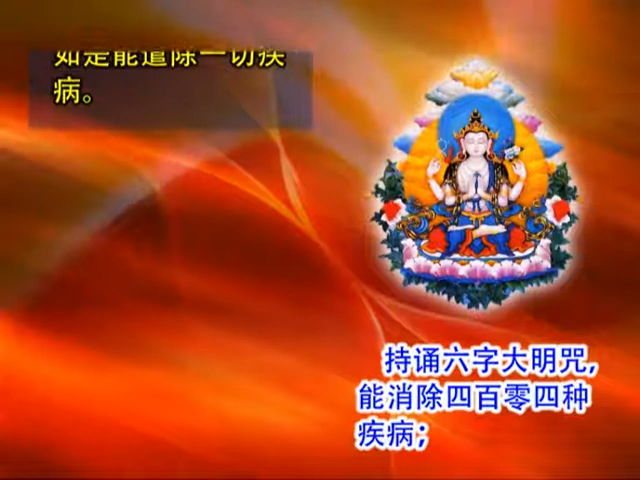 如是能遣除一切疾
病。
持诵六字大明咒,
能消除四百零四种
疾病;